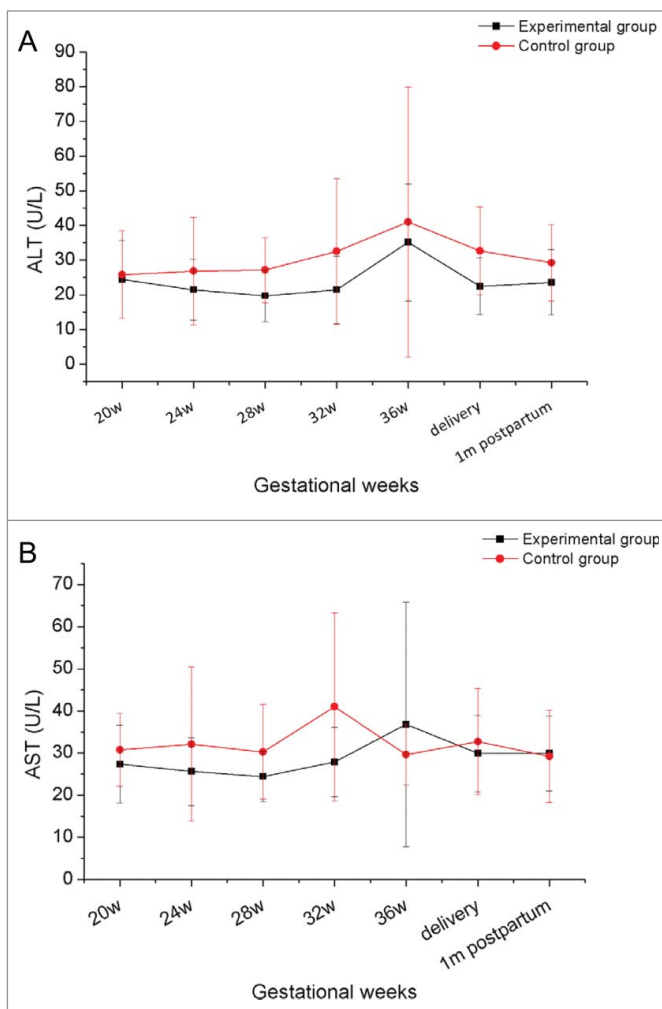 A
Experimental group
Control group
90
80
70
60
50
40
30
20
10
0
ALT (U/L)
20w 24w 28w 32w 36w delivery 1m postpartum
Gestational weeks
B
Experimental group
Control group
70
60
50
40
30
20
10
0
AST (U/L)
20w 24w 28w 32w 36w delivery 1m postpartum
Gestational weeks